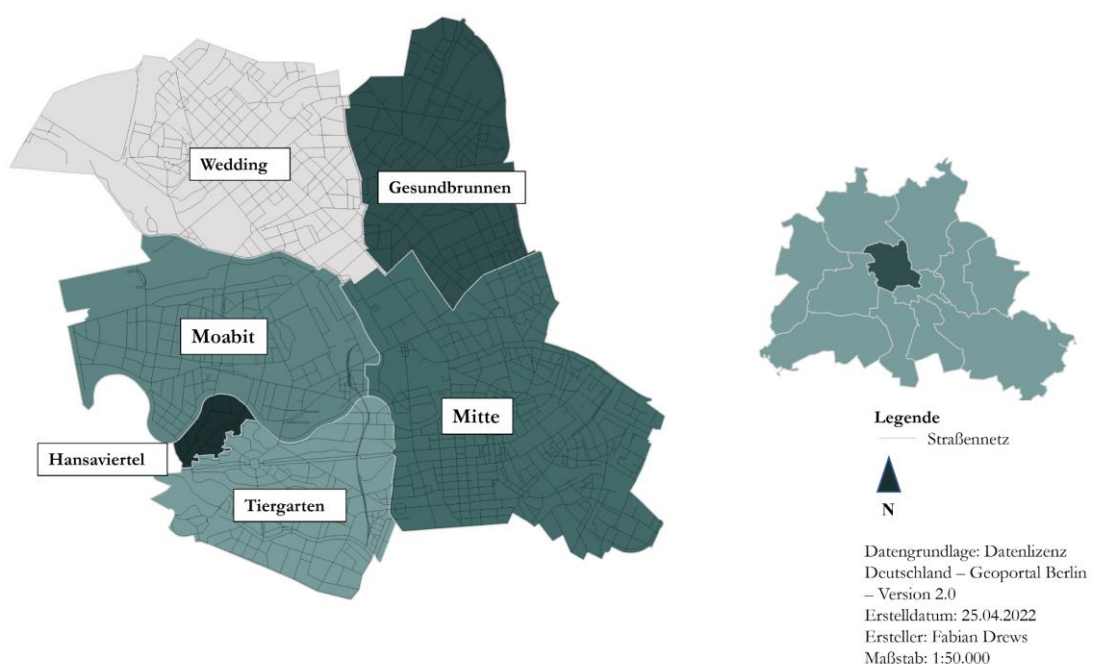 Wedding
Gesundbrunnen
Moabit
Mitte
Hansaviertel
Tiergarten
Legende
Straßennetz
N
Datengrundlage: Datenlizenz
Deutschland – Geoportal Berlin
– Version 2.0
Erstelldatum: 25.04.2022
Ersteller: Fabian Drews
Maßstab: 1:50.000